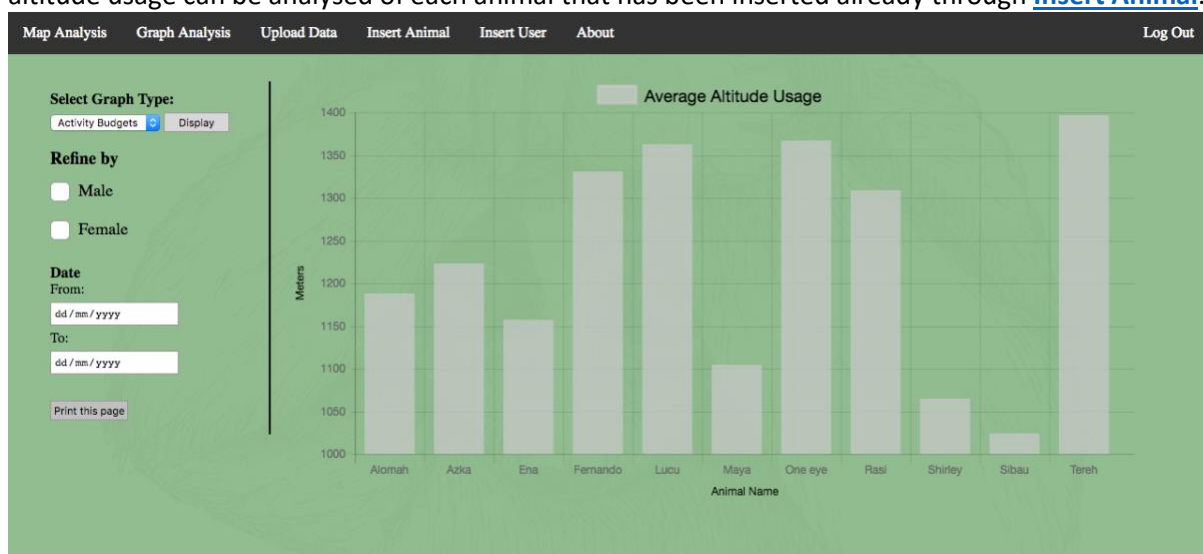 altitude usage can be analysed of each animal that has been inserted already through Insert Animal.
Map Analysis Graph Analysis Upload Data Insert Animal Insert User About Log Out
Select Graph Type:
Activity Budgets Display
Refine by
Male
Female
Date
From:
dd/mm/yyyy
To:
dd/mm/yyyy
Print this page
Average Altitude Usage
Meters
1400
1350
1300
1250
1200
1150
1100
1050
1000
Alomah Azka Ena Fernando Lucu Maya One eye Rasi Shirley Sibau Tereh
Animal Name